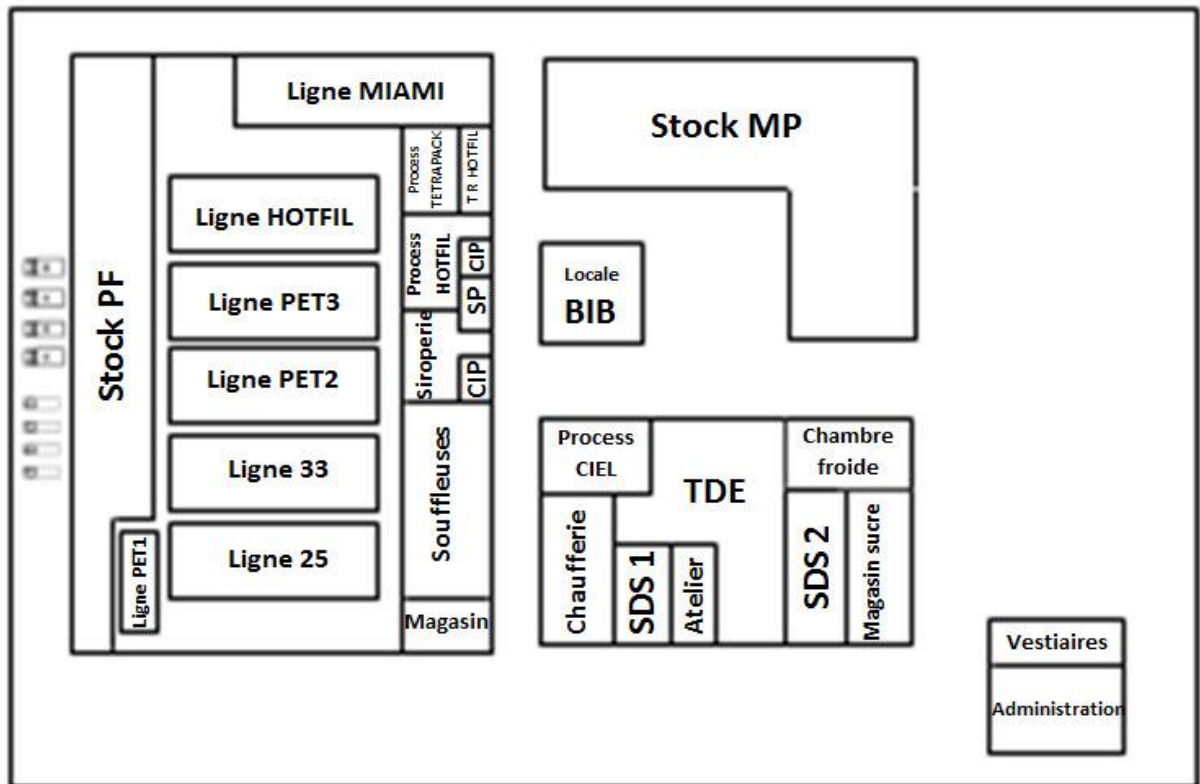 Ligne MIAMI
Stock PF
Process
TETRAPACK
T R HOTFIL
Ligne HOTFIL
Process
HOTFIL
CIP
SP
Ligne PET3
Ligne PET2
Siroperie
CIP
Ligne 33
Souffleuses
Ligne 25
Ligne PET1
Magasin
Stock MP
Locale
BIB
Process
CIEL
TDE
Chambre
froide
Chaufferie
SDS 1
Atelier
SDS 2
Magasin sucre
Vestiaires
Administration